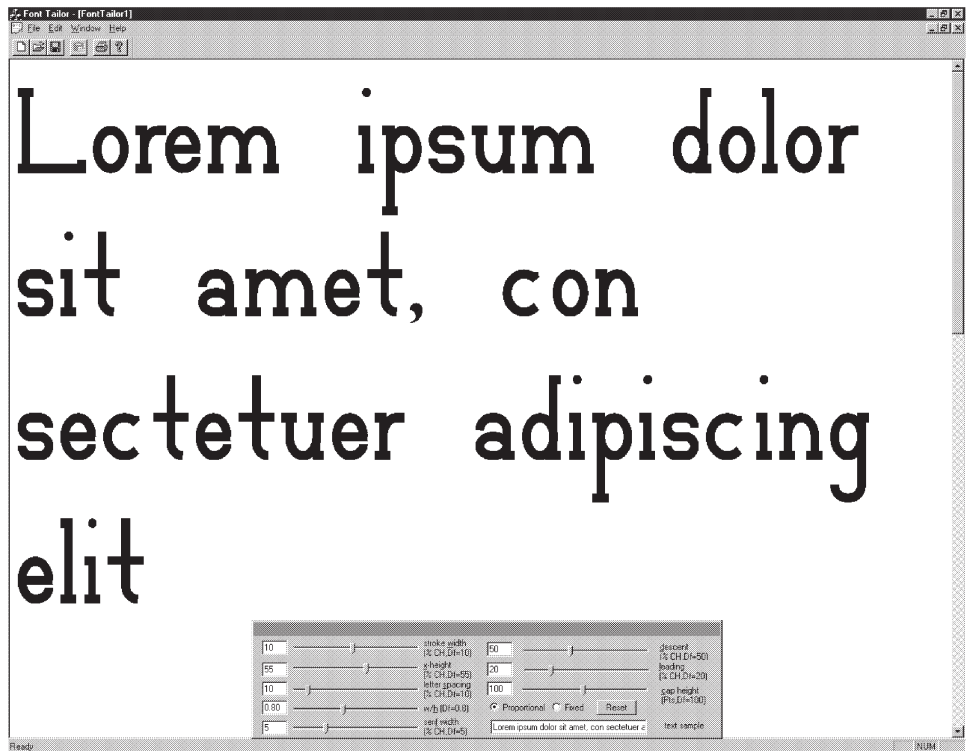 Font Tailor - [FontTailor1]
File Edit Window Help
Lorem ipsum dolor
sit amet, con
sectetuer adipiscing
elit
10 stroke width (% CH,Df=10)
55 x-height (% CH,Df=55)
10 letter spacing (% CH,Df=10)
0.80 w/b (Df=0.8)
5 serif width (% CH,Df=5)
50 descent (% CH,Df=50)
20 leading (% CH,Df=20)
100 cap height (Pts,Df=100)
Proportional Fixed Reset
Lorem ipsum dolor sit amet, con sectetuer a text sample
Ready NUM